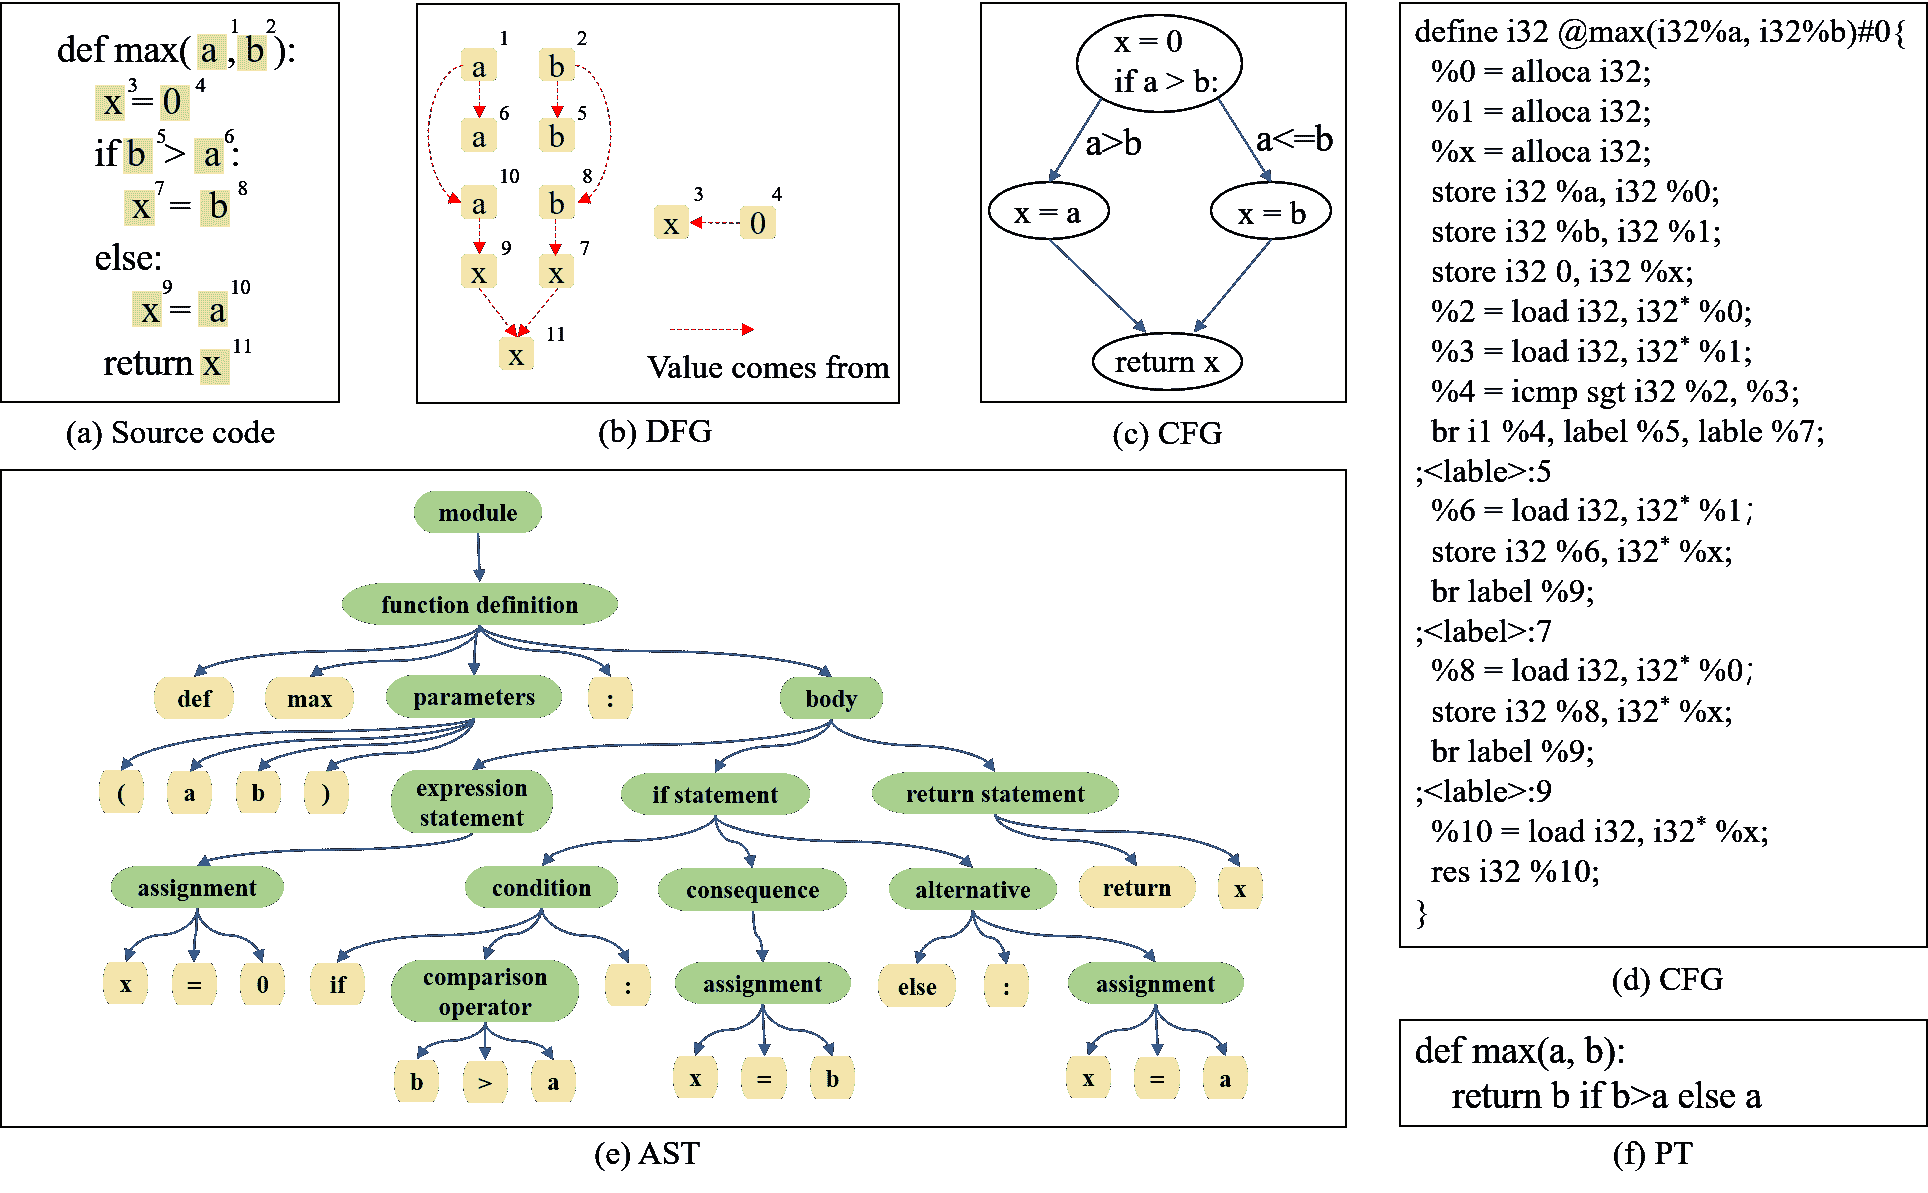 def max( a 1 , b 2 ):
x 3 = 0 4
if b 5 > a 6 :
x 7 = b 8
else:
x 9 = a 10
return x 11
(a) Source code
1 2
a b
6 5
a b
10 8
a b
9 7
x x
11
x
3 4
x 0
Value comes from
(b) DFG
x = 0
if a > b:
a>b a<=b
x = a x = b
return x
(c) CFG
define i32 @max(i32%a, i32%b)#0{
%0 = alloca i32;
%1 = alloca i32;
%x = alloca i32;
store i32 %a, i32 %0;
store i32 %b, i32 %1;
store i32 0, i32 %x;
%2 = load i32, i32* %0;
%3 = load i32, i32* %1;
%4 = icmp sgt i32 %2, %3;
br i1 %4, label %5, lable %7;
;<lable>:5
%6 = load i32, i32* %1;
store i32 %6, i32* %x;
br label %9;
;<label>:7
%8 = load i32, i32* %0;
store i32 %8, i32* %x;
br label %9;
;<lable>:9
%10 = load i32, i32* %x;
res i32 %10;
}
(d) CFG
module
function definition
def max parameters : body
( a b ) expression
statement
if statement return statement
assignment condition consequence alternative return x
x = 0 if comparison
operator
: assignment else : assignment
b > a x = b x = a
(e) AST
def max(a, b):
return b if b>a else a
(f) PT